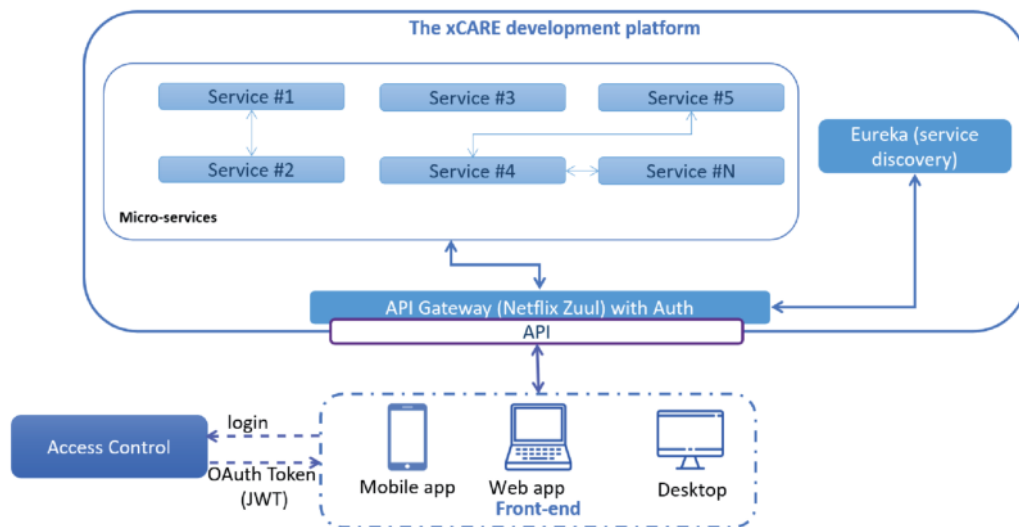 The xCARE development platform
Service #1
Service #3
Service #5
Eureka (service
discovery)
Service #2
Service #4
Service #N
Micro-services
API Gateway (Netflix Zuul) with Auth
API
login
Access Control
OAuth Token
(JWT)
Mobile app
Web app
Desktop
Front-end